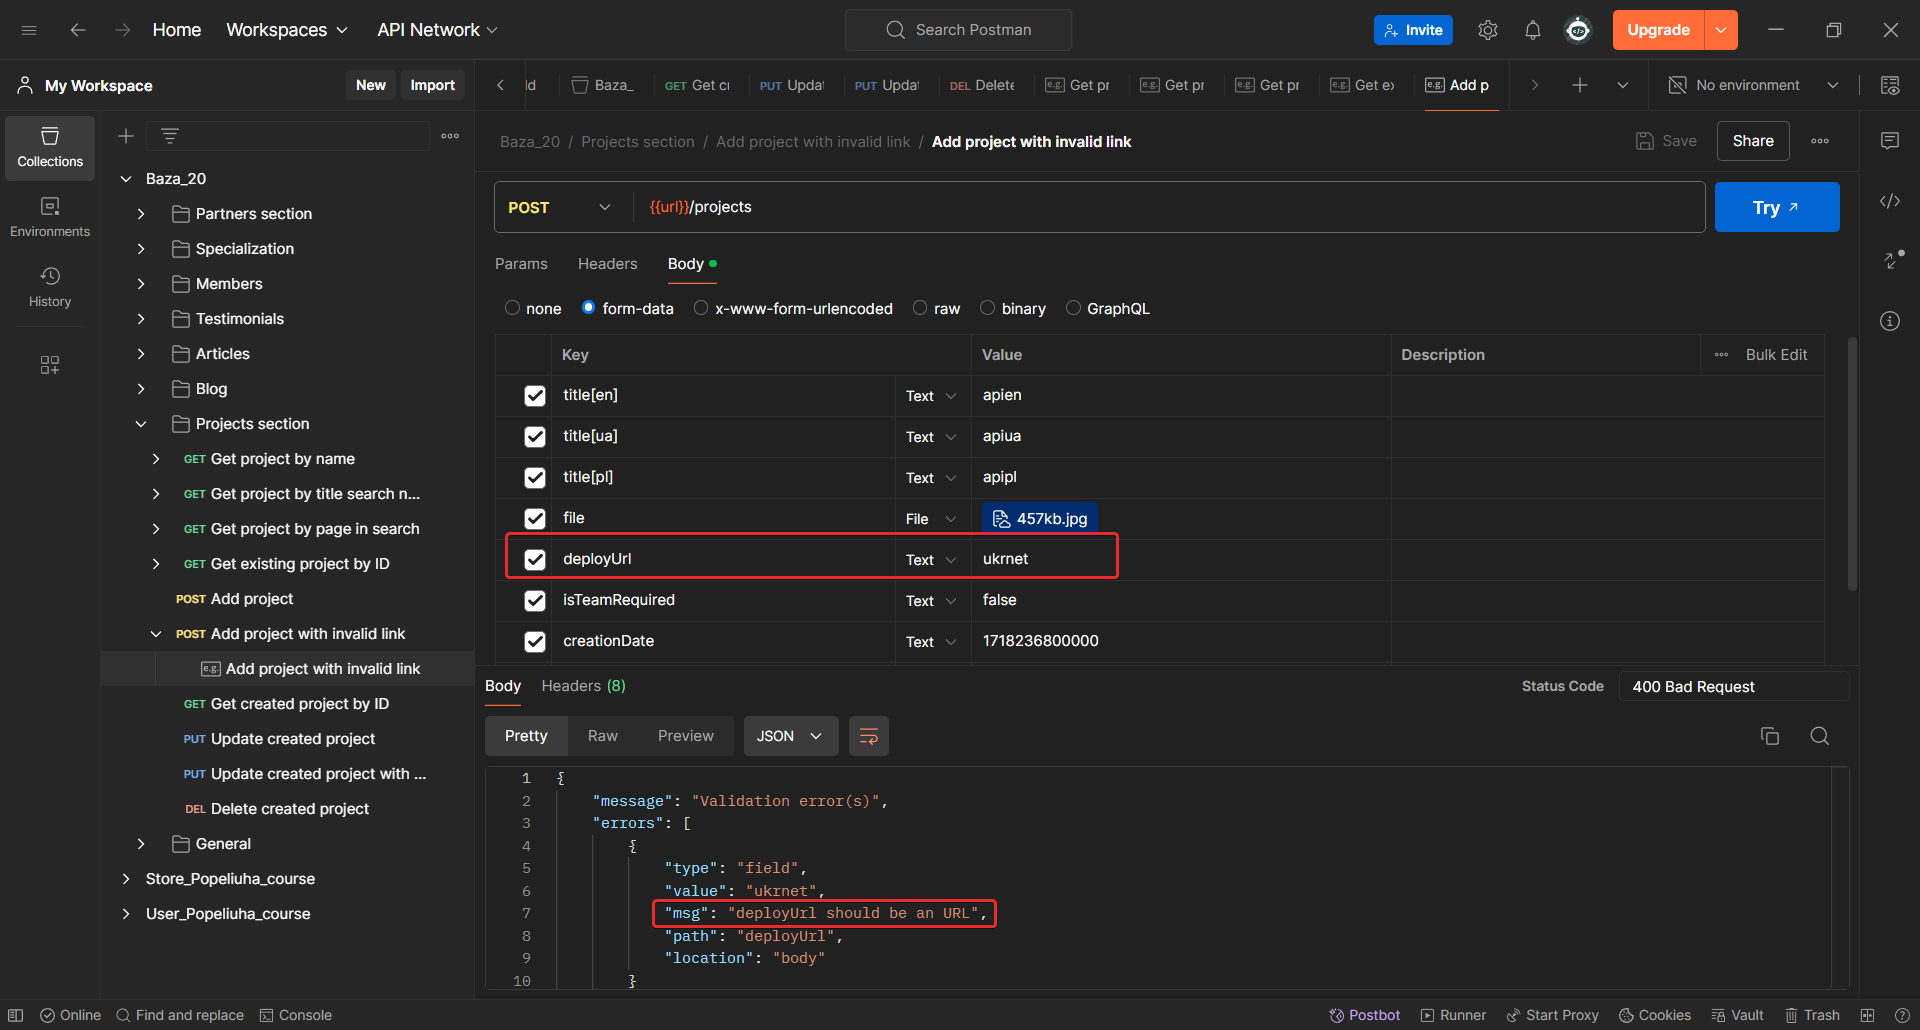 Home Workspaces API Network Search Postman Invite Upgrade
My Workspace New Import
Baza_ GET Get PUT Updat PUT Updat DEL Delete e.g. Get pr e.g. Get pr e.g. Get pr e.g. Get ex e.g. Add p No environment
Collections
Environments
History
Baza_20
Partners section
Specialization
Members
Testimonials
Articles
Blog
Projects section
GET Get project by name
GET Get project by title search n...
GET Get project by page in search
GET Get existing project by ID
POST Add project
POST Add project with invalid link
e.g. Add project with invalid link
GET Get created project by ID
PUT Update created project
PUT Update created project with ...
DEL Delete created project
General
Store_Popeliuha_course
User_Popeliuha_course
Baza_20 / Projects section / Add project with invalid link / Add project with invalid link Save Share
POST {{url}}/projects Try
Params Headers Body
none form-data x-www-form-urlencoded raw binary GraphQL
Key Value Description Bulk Edit
title[en] Text apien
title[ua] Text apiua
title[pl] Text apipl
file File 457kb.jpg
deployUrl Text ukrnet
isTeamRequired Text false
creationDate Text 1718236800000
Body Headers (8) Status Code 400 Bad Request
Pretty Raw Preview JSON
1 {
2 "message": "Validation error(s)",
3 "errors": [
4 {
5 "type": "field",
6 "value": "ukrnet",
7 "msg": "deployUrl should be an URL",
8 "path": "deployUrl",
9 "location": "body"
10 }
Online Find and replace Console Postbot Runner Start Proxy Cookies Vault Trash